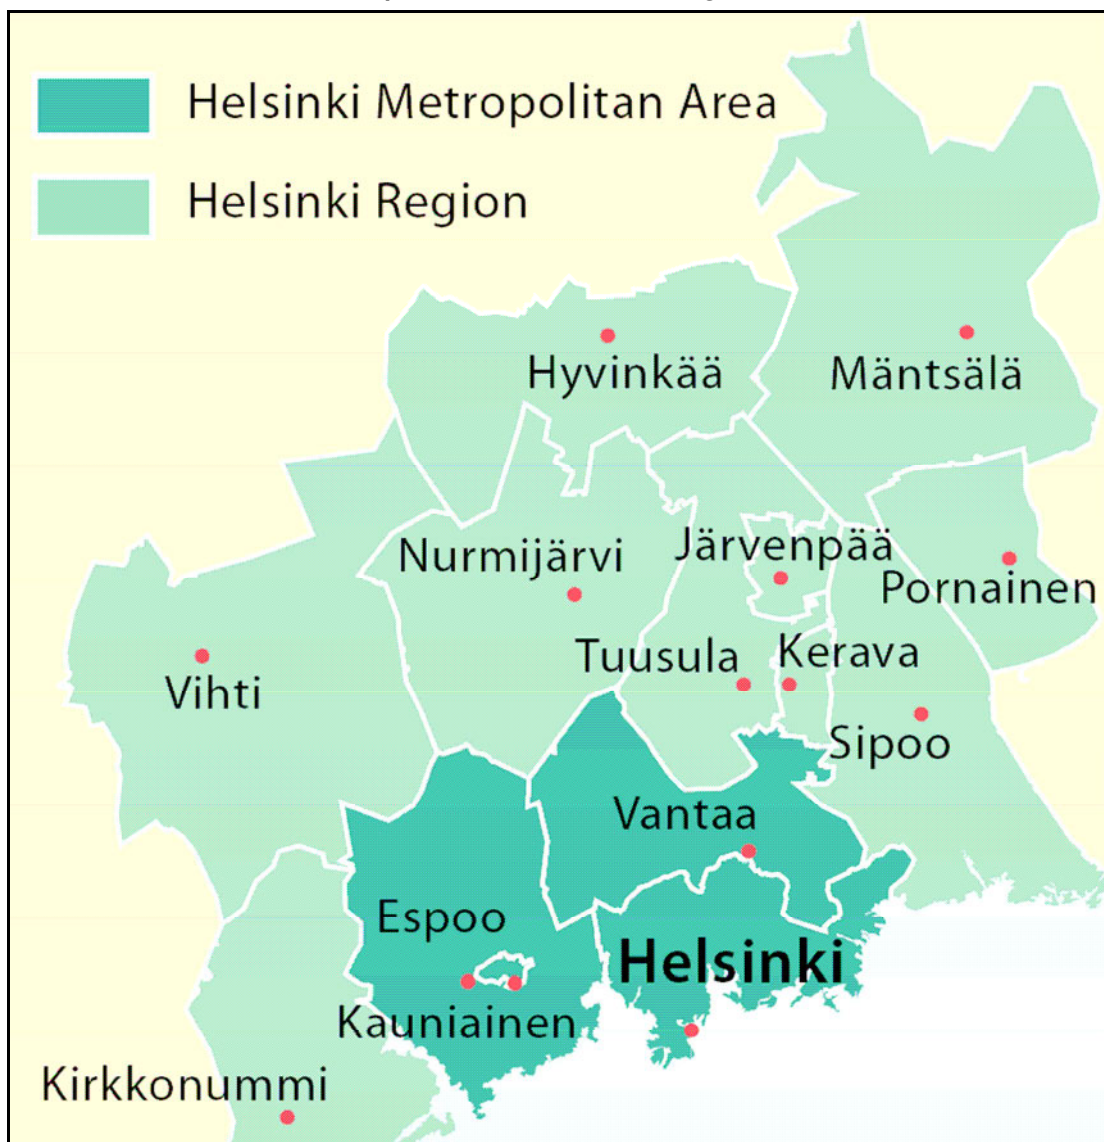 Helsinki Metropolitan Area
Helsinki Region
Hyvinkää
Mäntsälä
Nurmijärvi
Järvenpää
Pornainen
Tuusula
Kerava
Vihti
Sipoo
Vantaa
Espoo
Helsinki
Kauniainen
Kirkkonummi